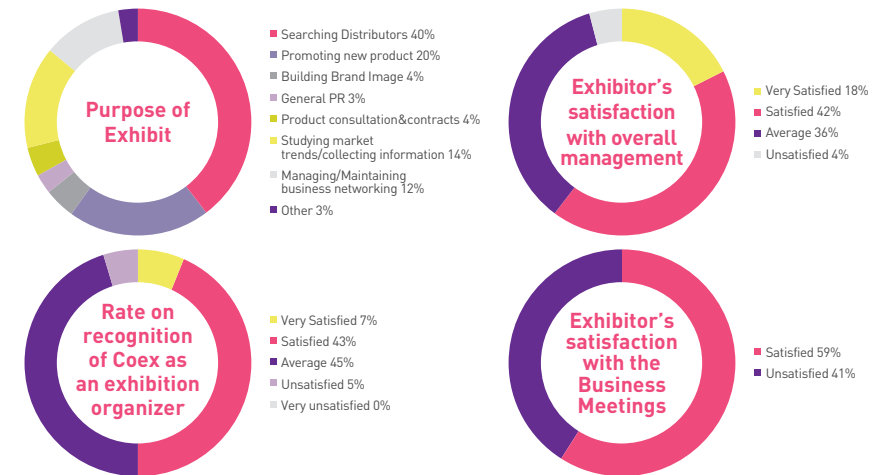 Purpose of
Exhibit
Searching Distributors 40%
Promoting new product 20%
Building Brand Image 4%
General PR 3%
Product consultation&contracts 4%
Studying market
trends/collecting information 14%
Managing/Maintaining
business networking 12%
Other 3%
Exhibitor's
satisfaction
with overall
management
Very Satisfied 18%
Satisfied 42%
Average 36%
Unsatisfied 4%
Rate on
recognition
of Coex as
an exhibition
organizer
Very Satisfied 7%
Satisfied 43%
Average 45%
Unsatisfied 5%
Very unsatisfied 0%
Exhibitor's
satisfaction
with the
Business
Meetings
Satisfied 59%
Unsatisfied 41%